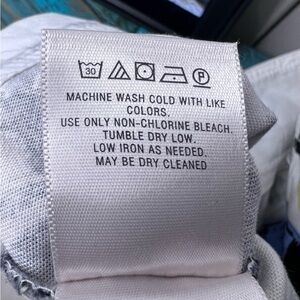 30 P
MACHINE WASH COLD WITH LIKE
COLORS.
USE ONLY NON-CHLORINE BLEACH.
TUMBLE DRY LOW.
LOW IRON AS NEEDED.
MAY BE DRY CLEANED